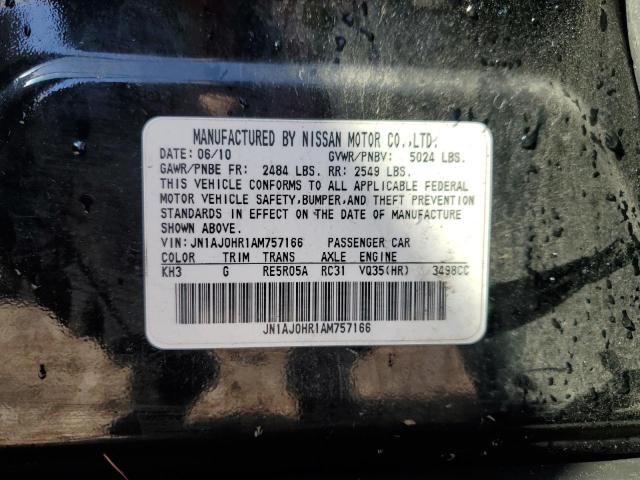 MANUFACTURED BY NISSAN MOTOR CO.,LTD.
DATE: 06/10 GVWR/PNBV: 5024 LBS.
GAWR/PNBE FR: 2484 LBS. RR: 2549 LBS.
THIS VEHICLE CONFORMS TO ALL APPLICABLE FEDERAL
MOTOR VEHICLE SAFETY,BUMPER,AND THEFT PREVENTION
STANDARDS IN EFFECT ON THE DATE OF MANUFACTURE
SHOWN ABOVE.
VIN: JN1AJ0HR1AM757166 PASSENGER CAR
COLOR TRIM TRANS AXLE ENGINE
KH3 G RE5R05A RC31 VQ35(HR) 3498CC
JN1AJ0HR1AM757166